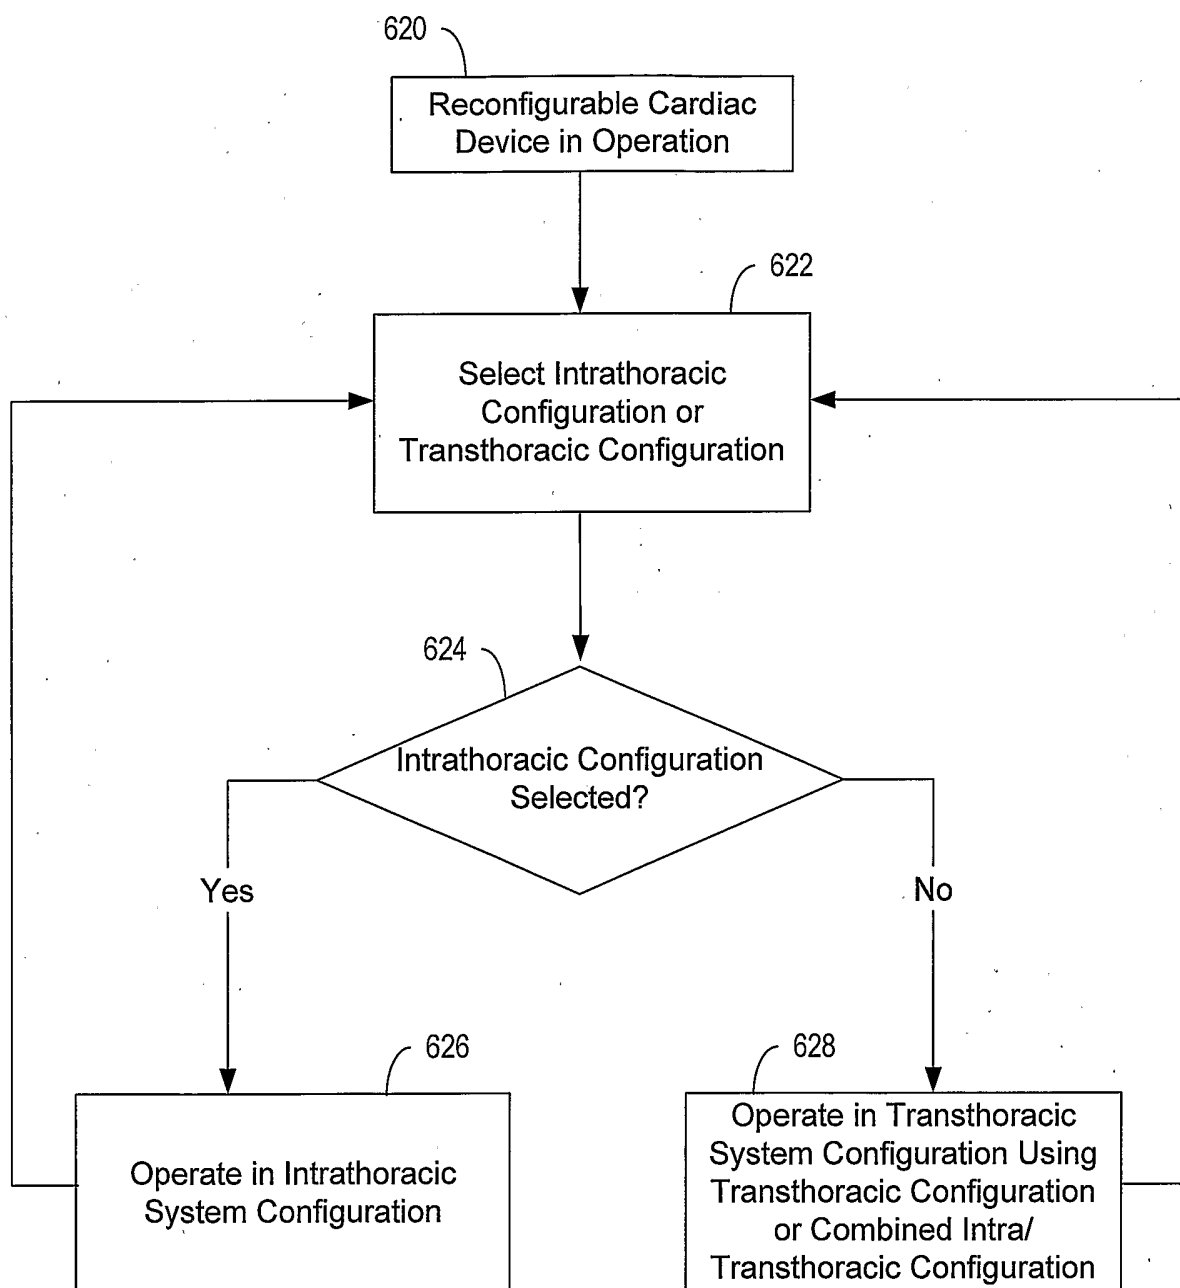 620
Reconfigurable Cardiac
Device in Operation
622
Select Intrathoracic
Configuration or
Transthoracic Configuration
624
Intrathoracic Configuration
Selected?
Yes
No
626
Operate in Intrathoracic
System Configuration
628
Operate in Transthoracic
System Configuration Using
Transthoracic Configuration
or Combined Intra/
Transthoracic Configuration